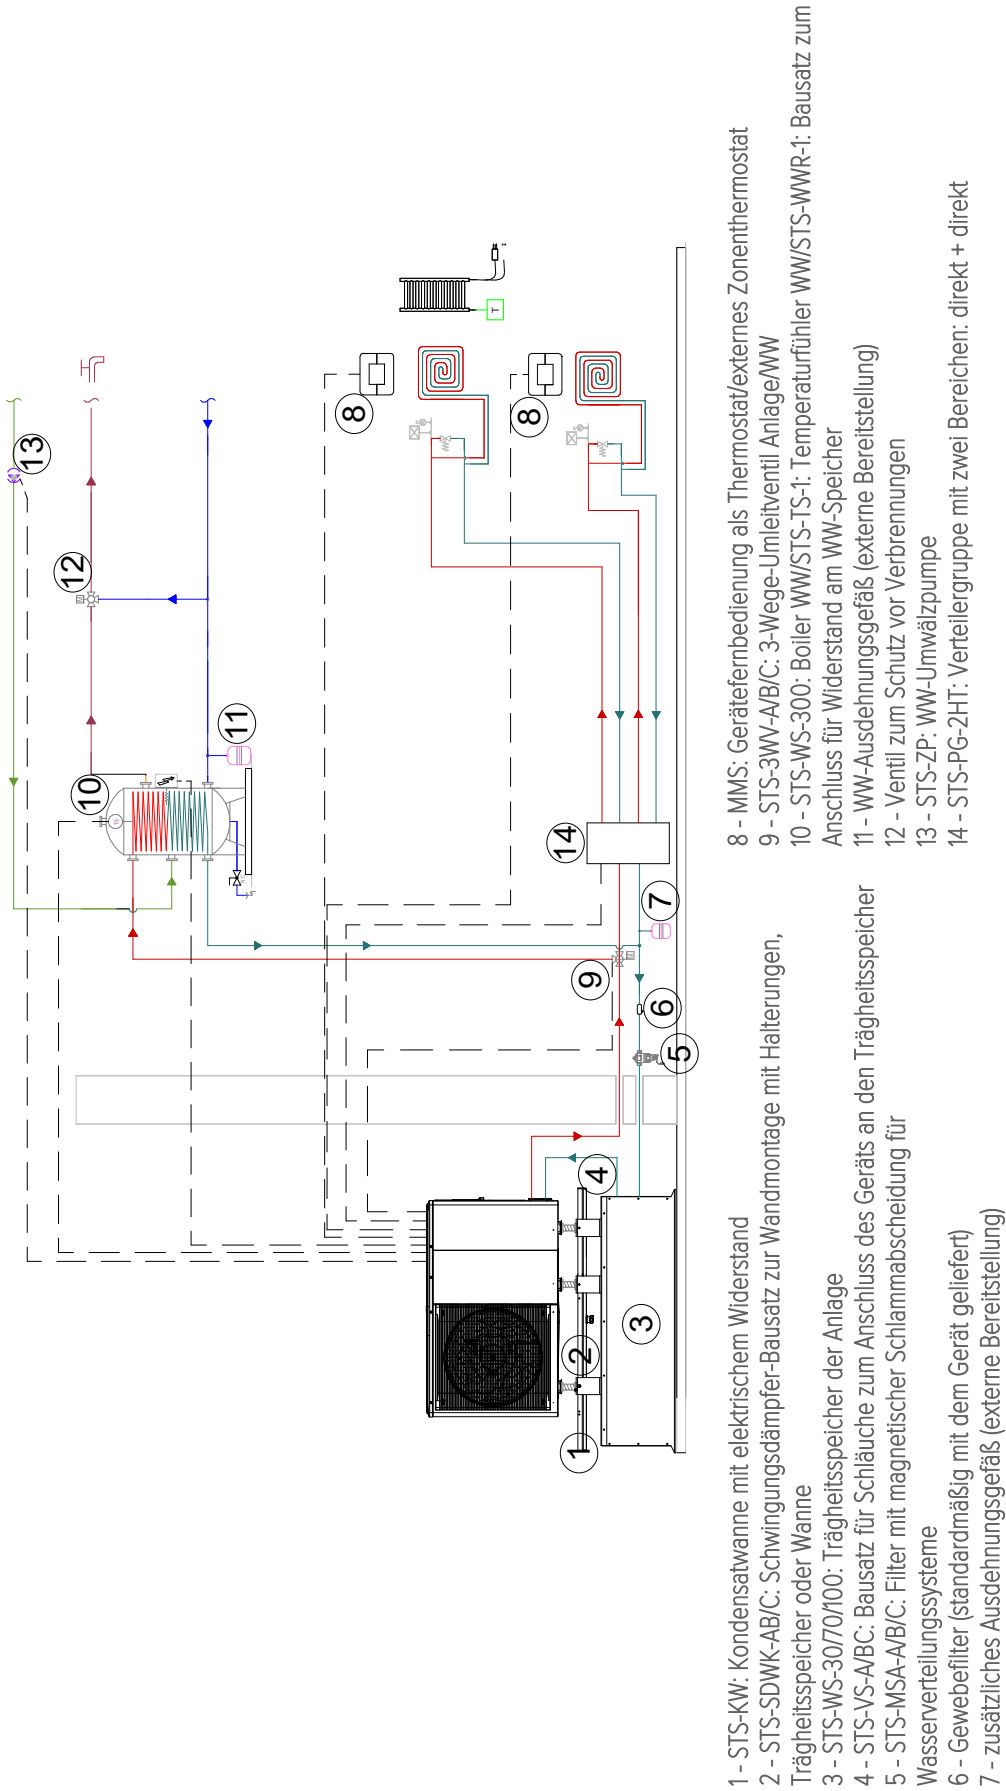 13
12
10
11
8
8
14
7
9
6
5
4
3
2
1
T
1 - STS-KW: Kondensatwanne mit elektrischem Widerstand
2 - STS-SDWK-AB/C: Schwingungsdämpfer-Bausatz zur Wandmontage mit Halterungen,
Trägheitsspeicher oder Wanne
3 - STS-WS-30/70/100: Trägheitsspeicher der Anlage
4 - STS-VS-A/BC: Bausatz für Schläuche zum Anschluss des Geräts an den Trägheitsspeicher
5 - STS-MSA-A/B/C: Filter mit magnetischer Schlammabscheidung für
Wasserverteilungssysteme
6 - Gewebefilter (standardmäßig mit dem Gerät geliefert)
7 - zusätzliches Ausdehnungsgefäß (externe Bereitstellung)
8 - MMS: Gerätefernbedienung als Thermostat/externes Zonenthermostat
9 - STS-3WV-A/B/C: 3-Wege-Umleitventil Anlage/WW
10 - STS-WS-300: Boiler WW/STS-TS-1: Temperaturfühler WW/STS-WWR-1: Bausatz zum
Anschluss für Widerstand am WW-Speicher
11 - WW-Ausdehnungsgefäß (externe Bereitstellung)
12 - Ventil zum Schutz vor Verbrennungen
13 - STS-ZP: WW-Umwälzpumpe
14 - STS-PG-2HT: Verteilergruppe mit zwei Bereichen: direkt + direkt